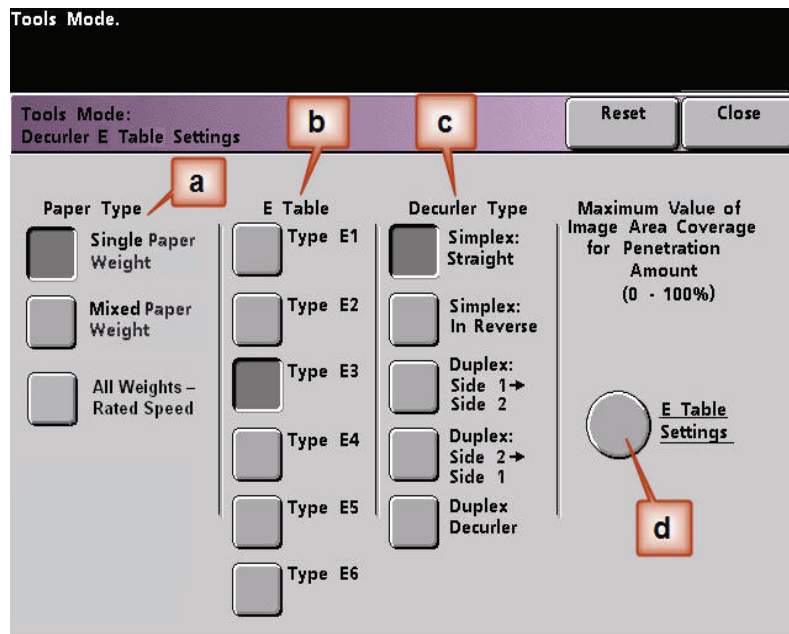 Tools Mode.
Tools Mode:
Decurler E Table Settings
b
c
Reset
Close
a
Paper Type
Single Paper
Weight
Mixed Paper
Weight
All Weights –
Rated Speed
E Table
Type E1
Type E2
Type E3
Type E4
Type E5
Type E6
Decurler Type
Simplex:
Straight
Simplex:
In Reverse
Duplex:
Side 1→
Side 2
Duplex:
Side 2→
Side 1
Duplex
Decurler
Maximum Value of
Image Area Coverage
for Penetration
Amount
(0 - 100%)
E Table
Settings
d